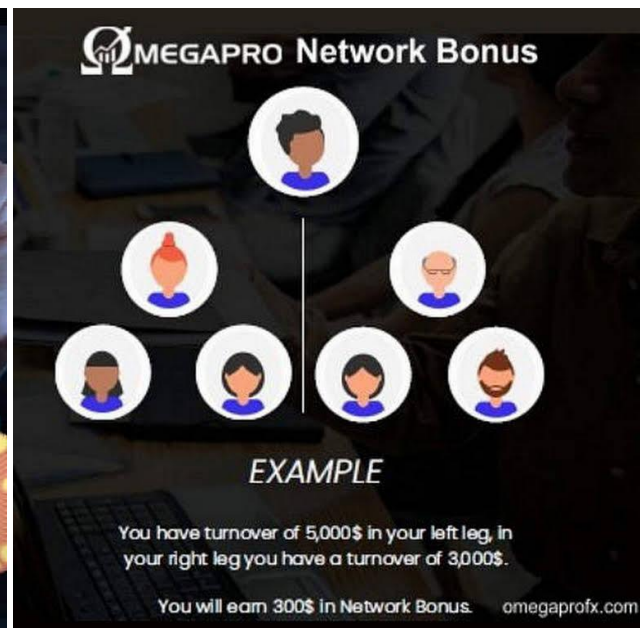 ΩMEGAPRO Network Bonus
EXAMPLE
You have turnover of 5,000$ in your left leg, in
your right leg you have a turnover of 3,000$.
You will earn 300$ in Network Bonus.
omegaprofx.com